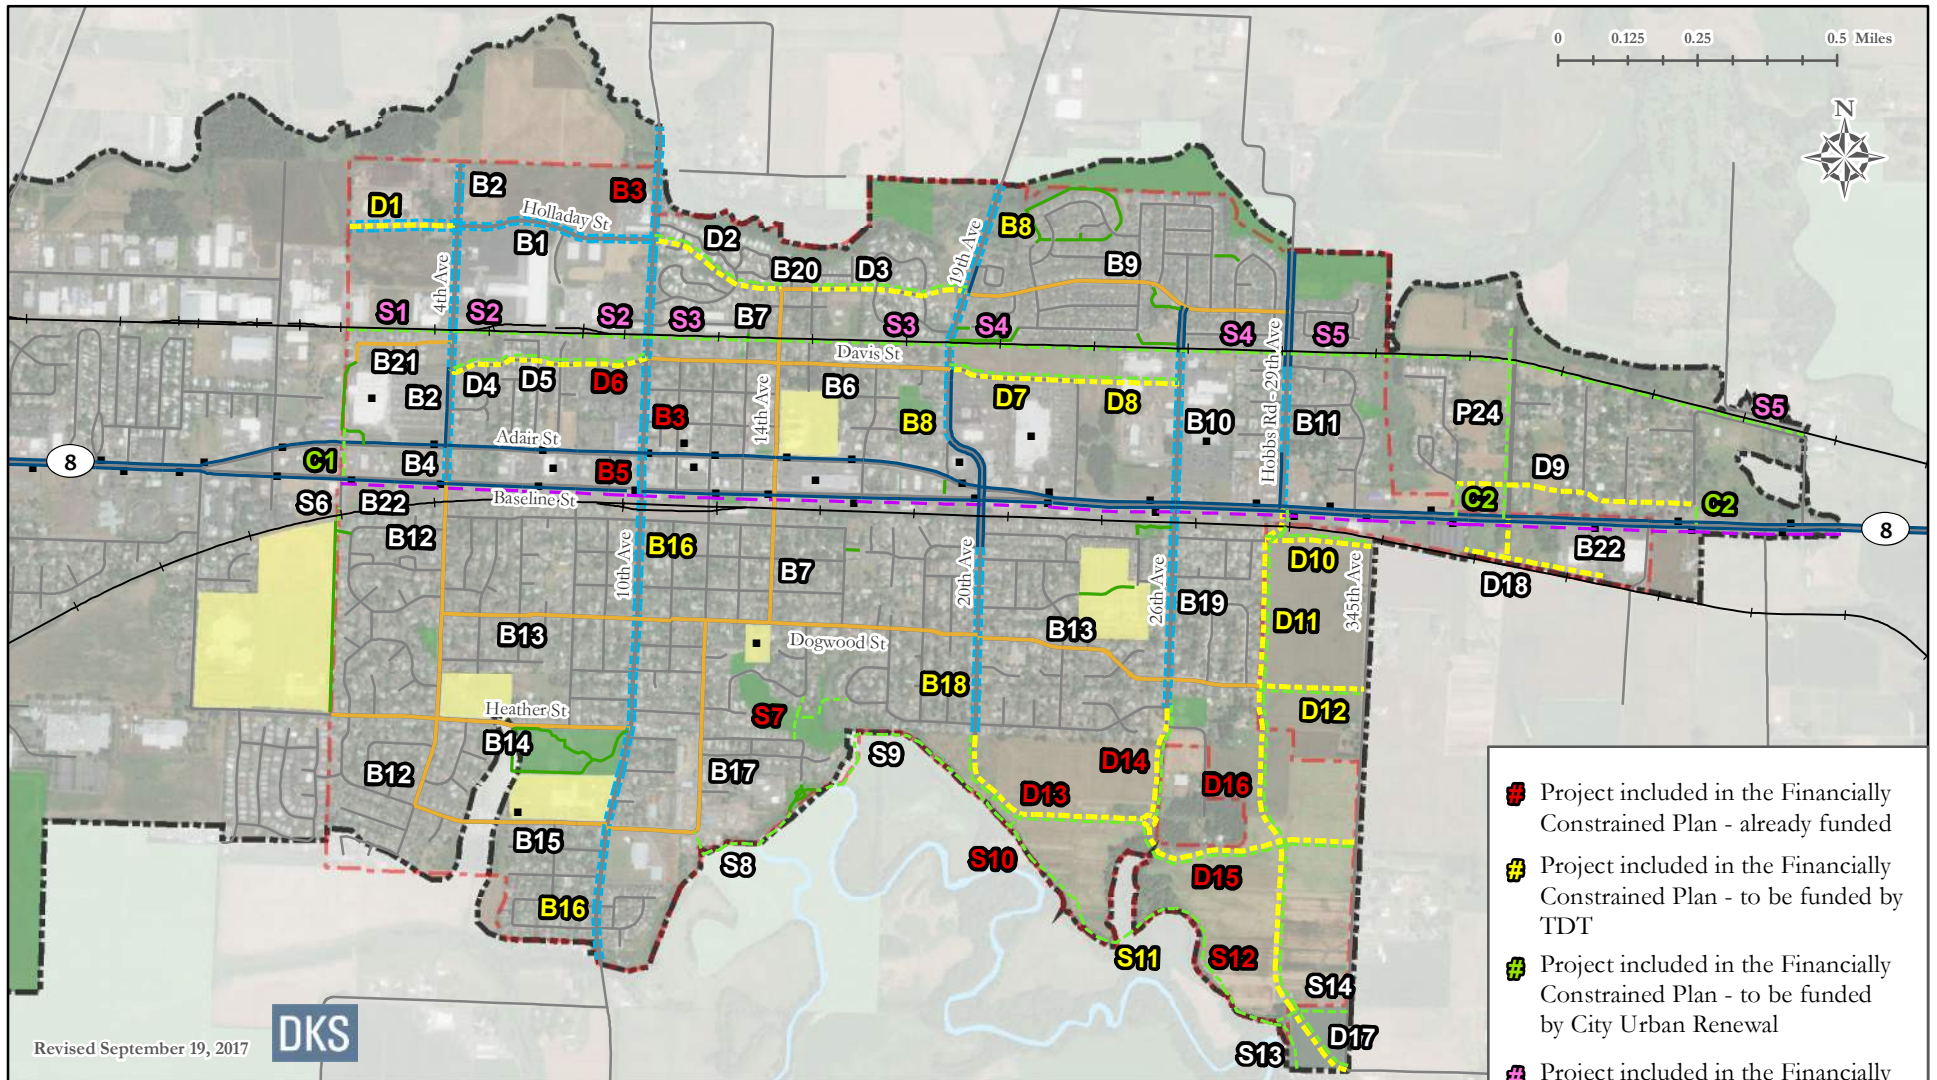 0 0.125 0.25 0.5 Miles
N
B2 B3
D1
Holladay St
B1
D2
B20 D3
19th Ave
B8
B9
4th Ave
S1 S2 S2 S3 B7 S3 S4 S4 S5
Hobbs Rd - 29th Ave
Davis St
B21
D4 D5 D6
B2
14th Ave
B6
B3
B8
D7 D8
B10 B11
P24
S5
8
C1
Adair St
B4
B5
D9
C2 C2
S6 B22
Baseline St
8
B12
10th Ave
B16
B7
20th Ave
26th Ave
B19
D10
345th Ave
B22
D18
D11
B13
Dogwood St
B13
B18
D12
Heather St
S7
B14
B12
B17
S9
D14
D13
D16
B15
S8
S10
D15
B16
S11
S12
S14
S13
D17
# Project included in the Financially
Constrained Plan - already funded
# Project included in the Financially
Constrained Plan - to be funded by
TDT
# Project included in the Financially
Constrained Plan - to be funded
by City Urban Renewal
# Project included in the Financially
Revised September 19, 2017
DKS